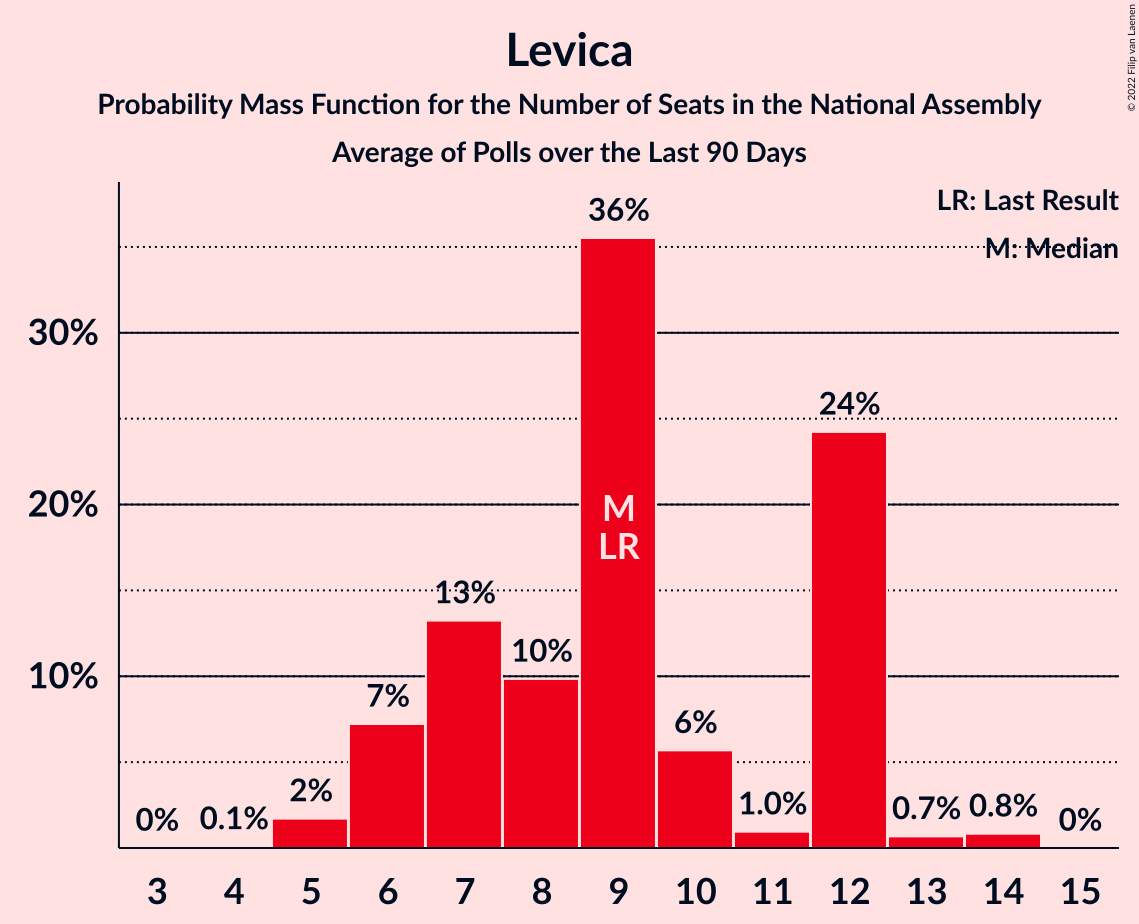 Levica
Probability Mass Function for the Number of Seats in the National Assembly
Average of Polls over the Last 90 Days
© 2022 Filip van Laenen
LR: Last Result
M: Median
36%
30%
24%
20%
M
LR
13%
10%
10%
7%
6%
2%
1.0%
0.7%
0.8%
0%
0.1%
0%
3 4 5 6 7 8 9 10 11 12 13 14 15